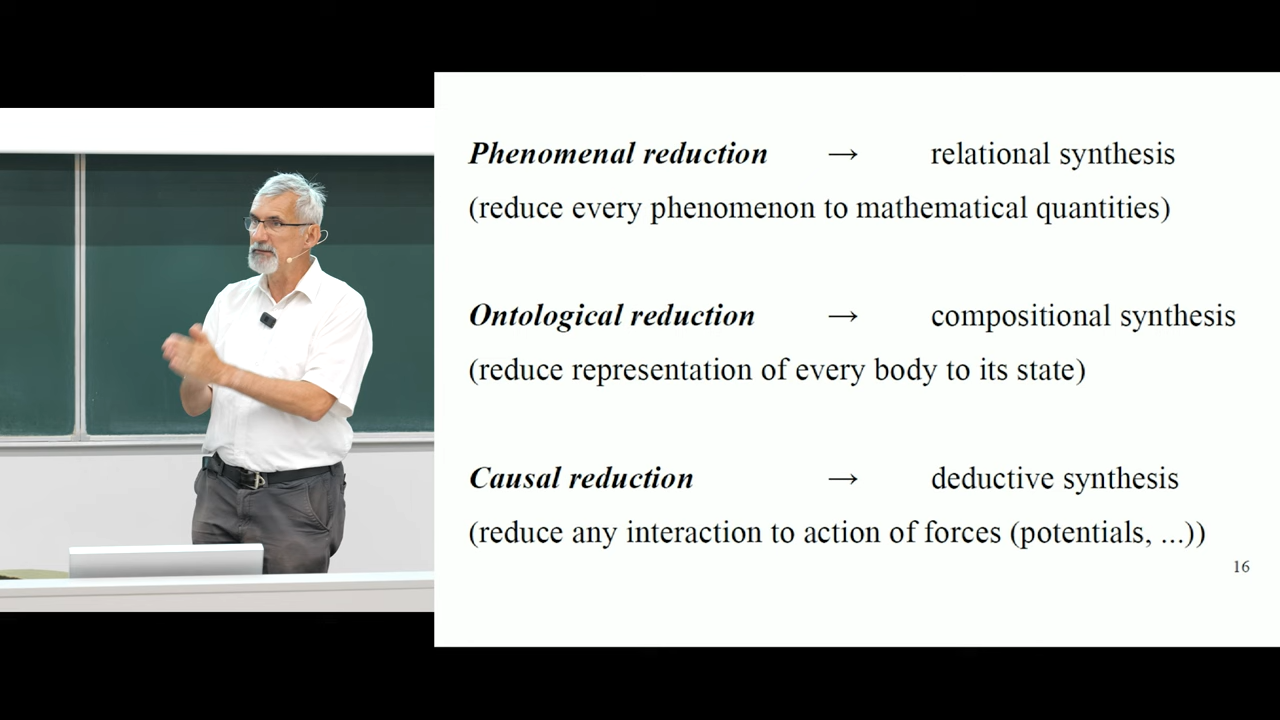 Phenomenal reduction → relational synthesis
(reduce every phenomenon to mathematical quantities)
Ontological reduction → compositional synthesis
(reduce representation of every body to its state)
Causal reduction → deductive synthesis
(reduce any interaction to action of forces (potentials, ...))
16